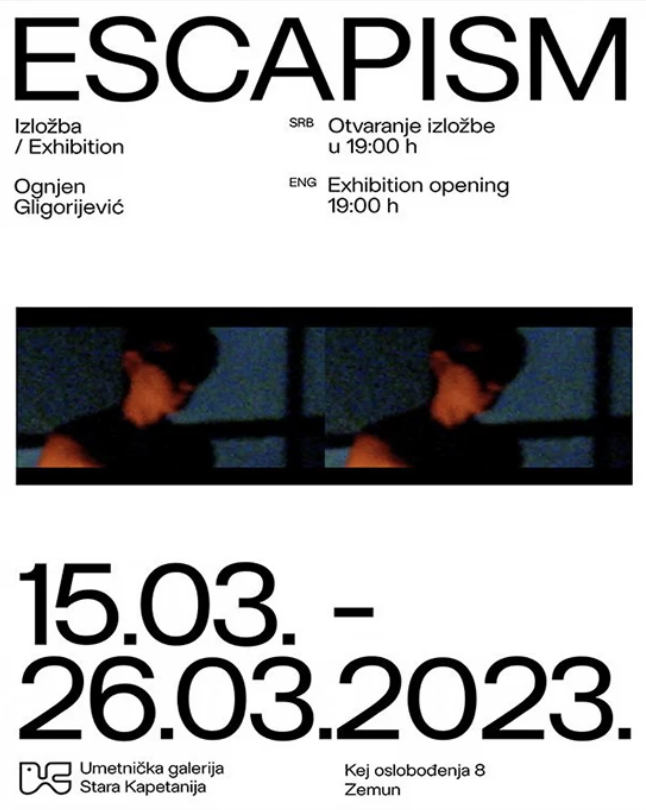 ESCAPISM
Izložba
/ Exhibition
Ognjen
Gligorijević
SRB
Otvaranje izložbe
u 19:00 h
ENG
Exhibition opening
19:00 h
15.03. –
26.03.2023.
Umetnička galerija
Stara Kapetanija
Kej oslobođenja 8
Zemun